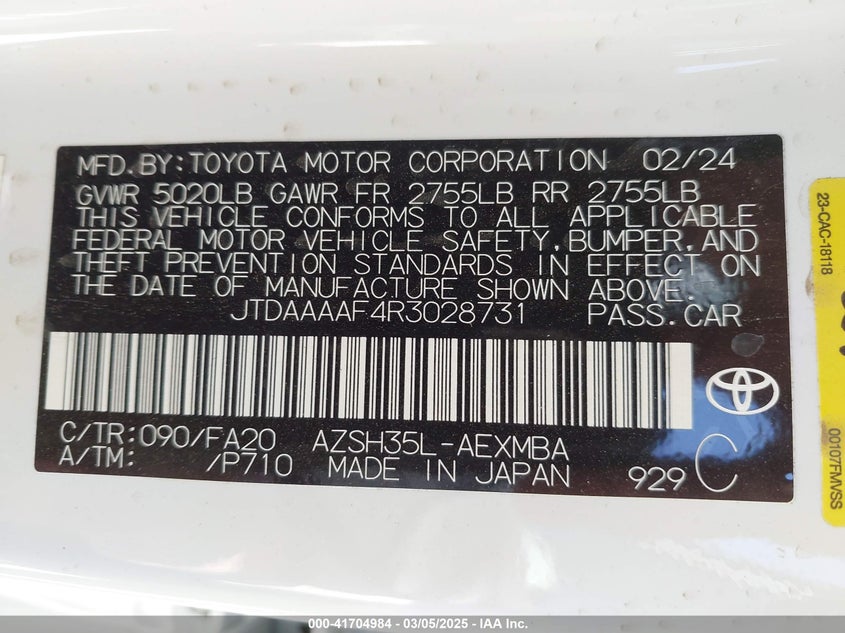 MFD.BY:TOYOTA MOTOR CORPORATION 02/24
GVWR 5020LB GAWR FR 2755LB RR 2755LB
THIS VEHICLE CONFORMS TO ALL APPLICABLE
FEDERAL MOTOR VEHICLE SAFETY,BUMPER,AND
THEFT PREVENTION STANDARDS IN EFFECT ON
THE DATE OF MANUFACTURE SHOWN ABOVE.
JTDAAAAF4R3028731 PASS.CAR
C/TR:090/FA20 AZSH35L-AEXMBA
A/TM: /P710 MADE IN JAPAN 929 C
23-CAC-18118
00107FMVSS
000-41704984 — 03/05/2025 — IAA Inc.